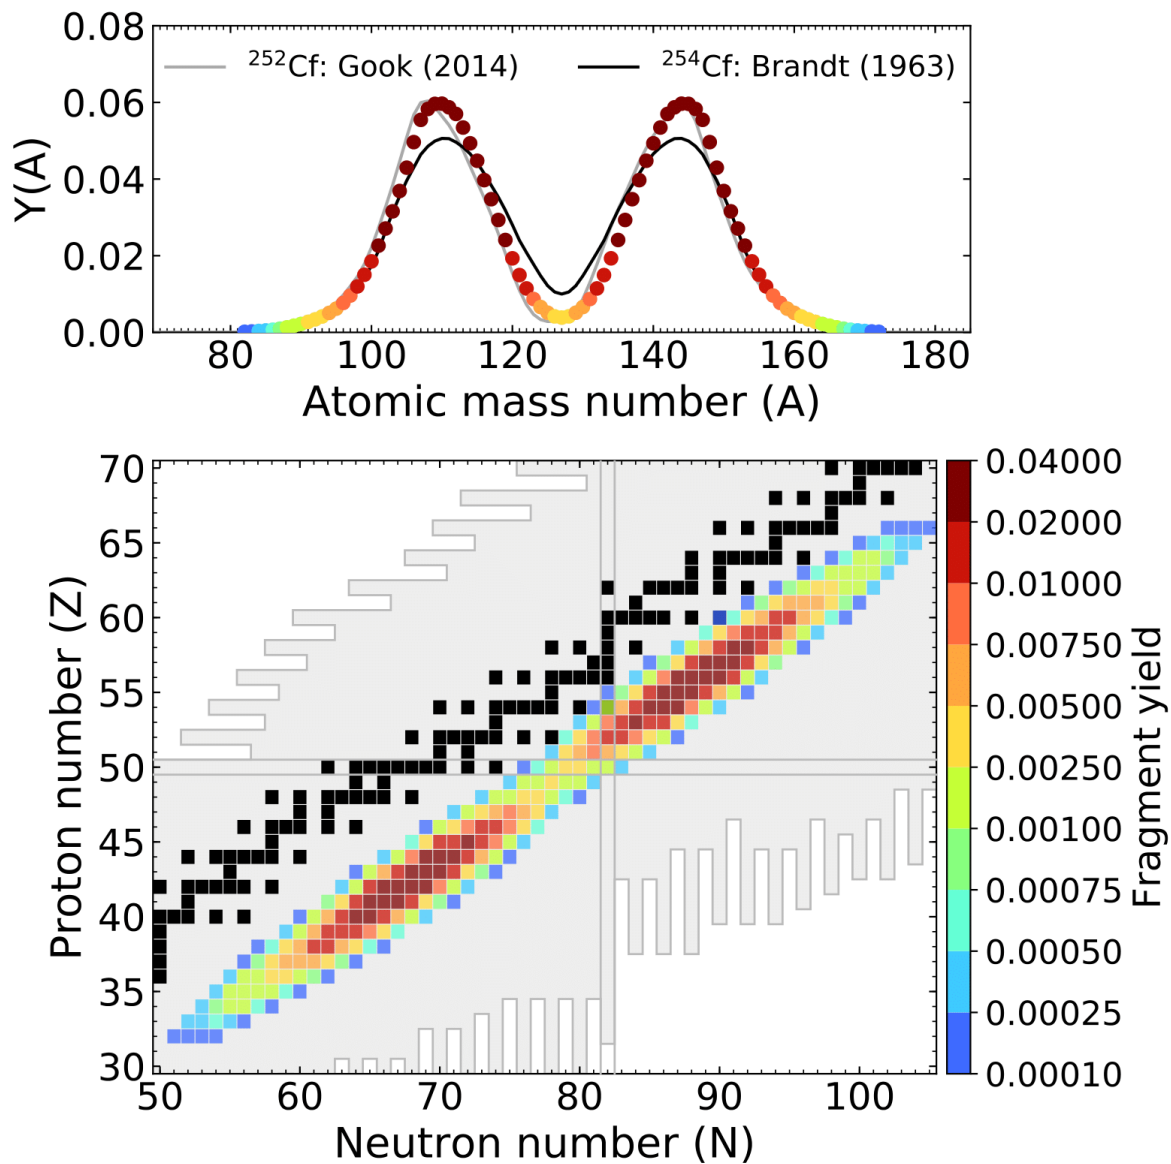 0.08
0.06
0.04
0.02
0.00
Y(A)
²⁵²Cf: Gook (2014)
²⁵⁴Cf: Brandt (1963)
80 100 120 140 160 180
Atomic mass number (A)
70
65
60
55
50
45
40
35
30
Proton number (Z)
50 60 70 80 90 100
Neutron number (N)
0.04000
0.02000
0.01000
0.00750
0.00500
0.00250
0.00100
0.00075
0.00050
0.00025
0.00010
Fragment yield